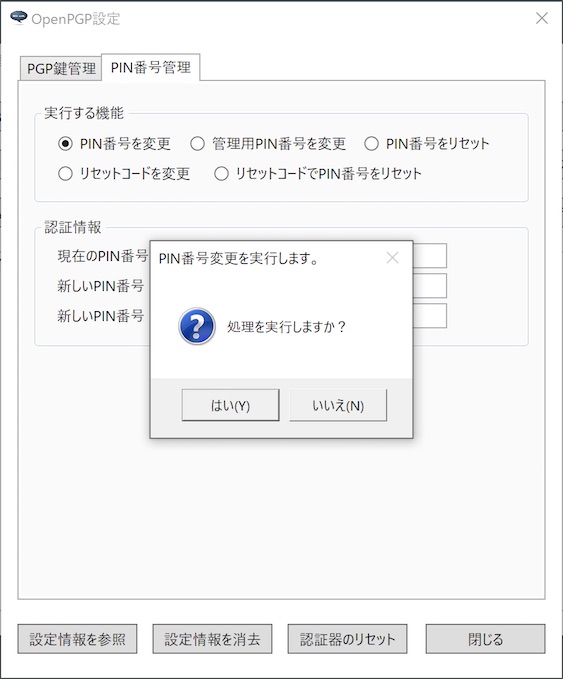 OpenPGP設定
PGP鍵管理 PIN番号管理
実行する機能
PIN番号を変更 管理用PIN番号を変更 PIN番号をリセット
リセットコードを変更 リセットコードでPIN番号をリセット
認証情報
現在のPIN番号
新しいPIN番号
新しいPIN番号
PIN番号変更を実行します。
処理を実行しますか？
はい(Y) いいえ(N)
設定情報を参照 設定情報を消去 認証器のリセット 閉じる